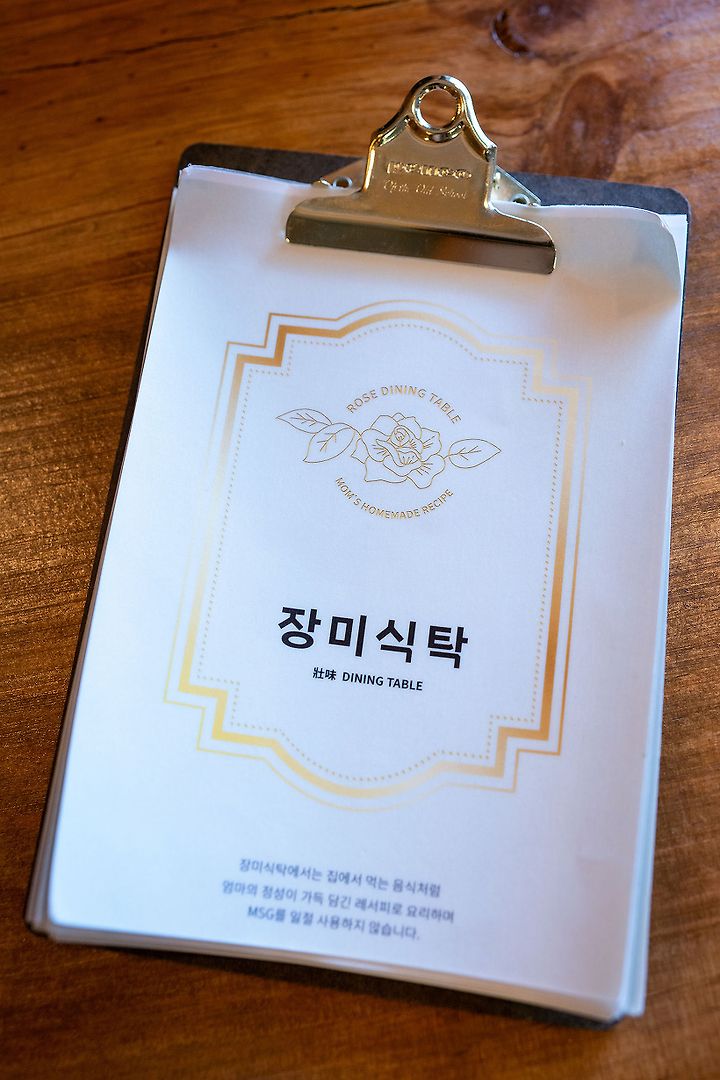 ROSE DINING TABLE
MOM'S HOMEMADE RECIPE
장미식탁
壯味 DINING TABLE
장미식탁에서는 집에서 먹는 음식처럼
엄마의 정성이 가득 담긴 레서피로 요리하며
MSG를 일절 사용하지 않습니다.